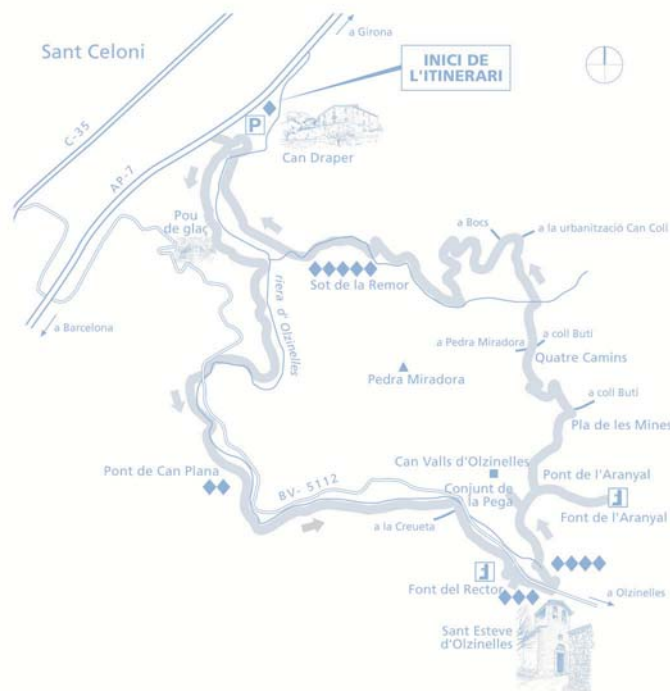 a Girona
Sant Celoni
INICI DE
L'ITINERARI
C-35
AP-7
P
Can Draper
Pou
de glaç
a Bocs
a la urbanització Can Coll
Sot de la Remor
riera d'Olzinelles
a Barcelona
a Pedra Miradora
a coll Buti
Quatre Camins
Pedra Miradora
a coll Buti
Pla de les Mines
Can Valls d'Olzinelles
Pont de l'Aranyal
Pont de Can Plana
BV-5112
Conjunt de
la Pega
Font de l'Aranyal
a la Creueta
Font del Rector
a Olzinelles
Sant Esteve
d'Olzinelles